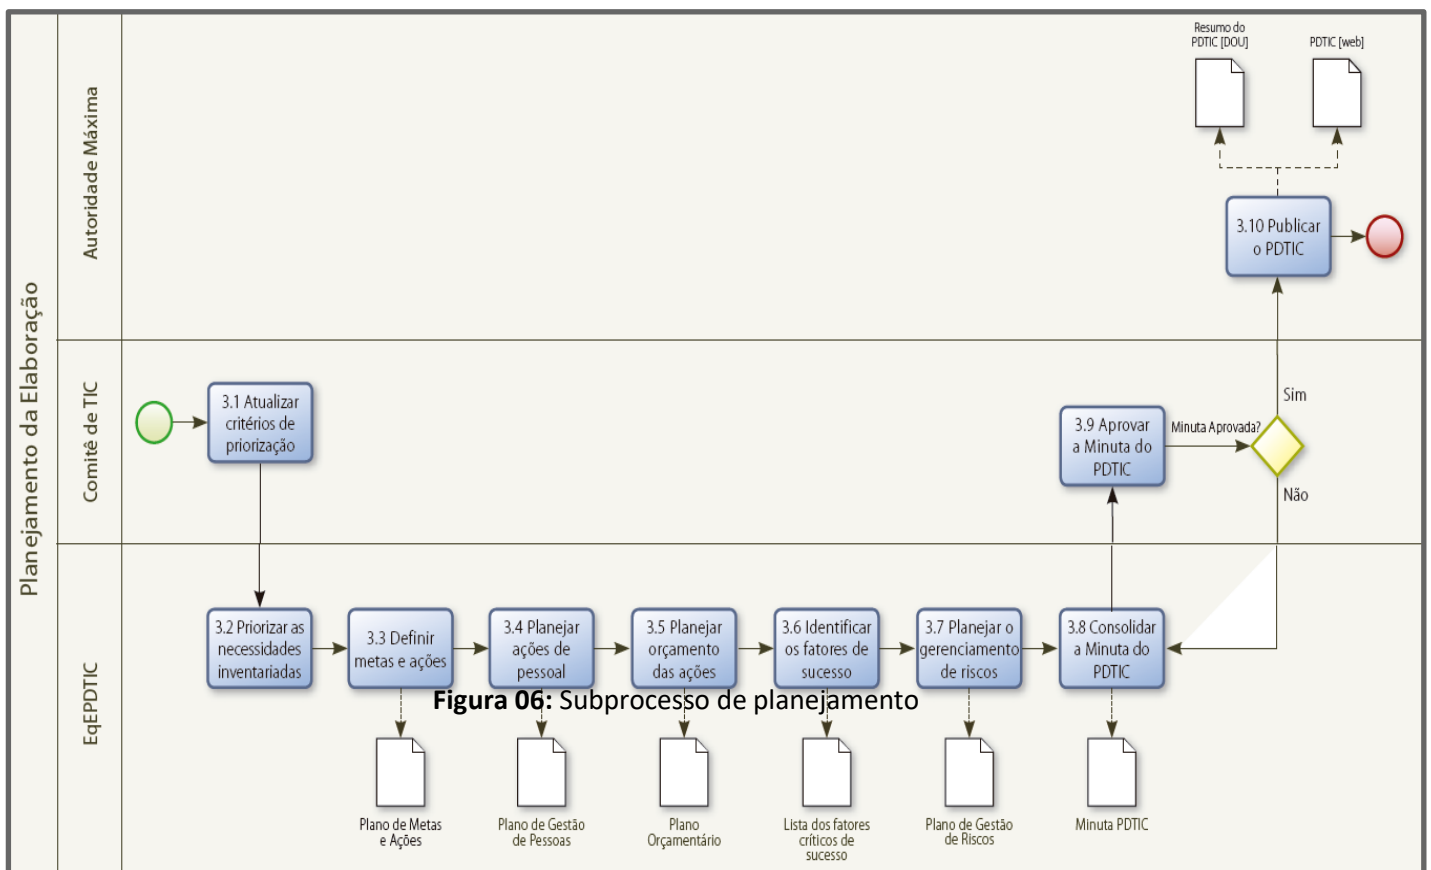 Planejamento da Elaboração
Autoridade Máxima
Resumo do
PDTIC [DOU]
PDTIC [web]
3.10 Publicar
o PDTIC
Comitê de TIC
3.1 Atualizar
critérios de
priorização
3.9 Aprovar
a Minuta do
PDTIC
Minuta Aprovada?
Sim
Não
EqEPDTIC
3.2 Priorizar as
necessidades
inventariadas
3.3 Definir
metas e ações
3.4 Planejar
ações de
pessoal
3.5 Planejar
orçamento
das ações
3.6 Identificar
os fatores de
sucesso
3.7 Planejar o
gerenciamento
de riscos
3.8 Consolidar
a Minuta do
PDTIC
Figura 06: Subprocesso de planejamento
Plano de Metas
e Ações
Plano de Gestão
de Pessoas
Plano
Orçamentário
Lista dos fatores
críticos de
sucesso
Plano de Gestão
de Riscos
Minuta PDTIC